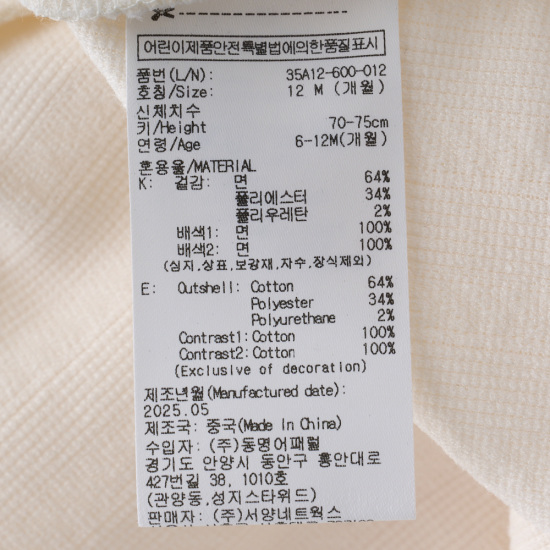 어린이제품안전특별법에의한품질표시
품번(L/N): 35A12-600-012
호칭/Size: 12 M (개월)
신체치수
키/Height 70-75cm
연령/Age 6-12M(개월)
혼용율/MATERIAL
K: 겉감: 면 64%
폴리에스터 34%
폴리우레탄 2%
배색1: 면 100%
배색2: 면 100%
(심지,상표,보강재,자수,장식제외)
E: Outshell: Cotton 64%
Polyester 34%
Polyurethane 2%
Contrast1: Cotton 100%
Contrast2: Cotton 100%
(Exclusive of decoration)
제조년월(Manufactured date):
2025.05
제조국: 중국(Made In China)
수입자: (주)동명어패럴
경기도 안양시 동안구 흥안대로
427번길 38, 1010호
(관양동,성지스타위드)
판매자: (주)서양네트웍스